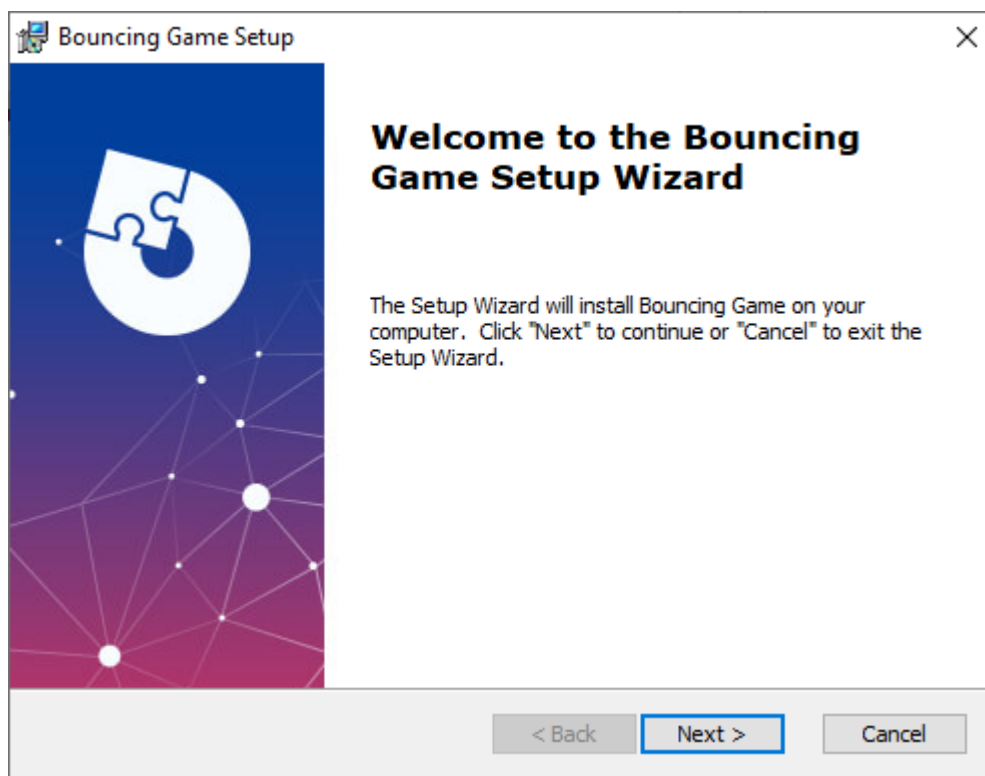 Bouncing Game Setup
Welcome to the Bouncing
Game Setup Wizard
The Setup Wizard will install Bouncing Game on your
computer.  Click "Next" to continue or "Cancel" to exit the
Setup Wizard.
< Back
Next >
Cancel